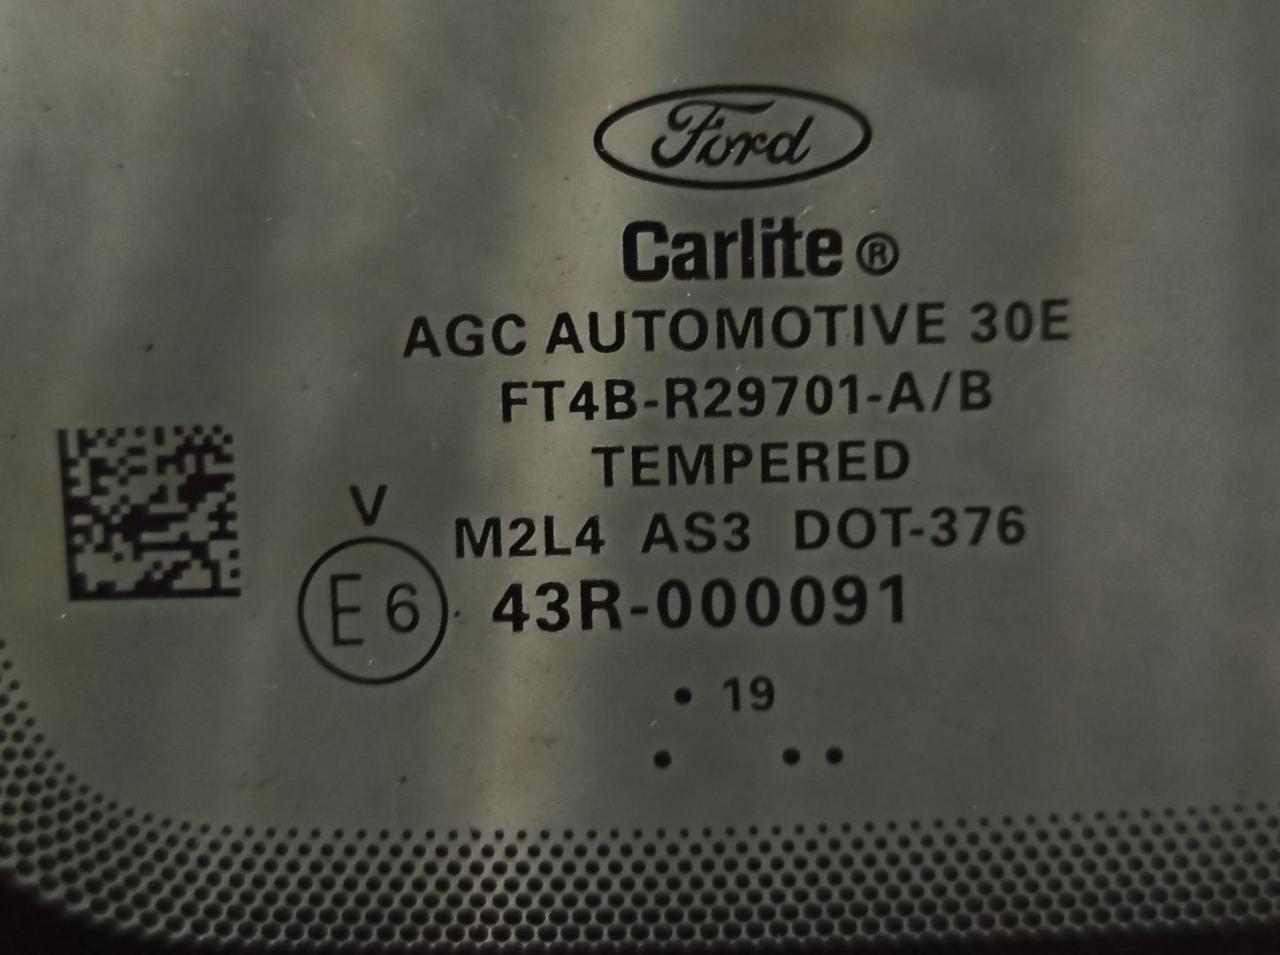 Ford
Carlite ®
AGC AUTOMOTIVE 30E
FT4B-R29701-A/B
TEMPERED
V
M2L4 AS3 DOT-376
E6
43R-000091
. 19
. ..